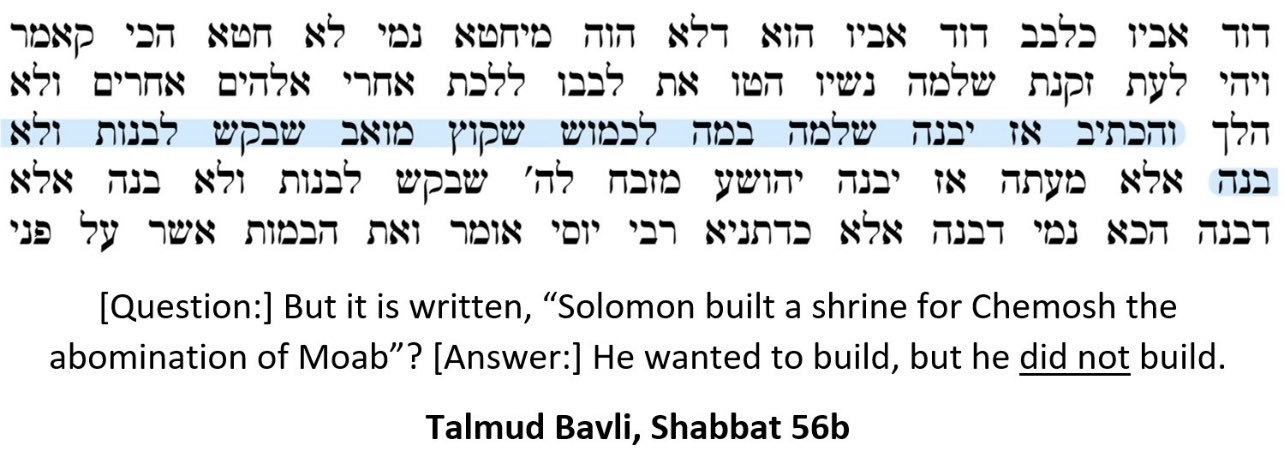 דוד אביו כלבב דוד אביו הוא דלא הוה מיחטא נמי לא חטא הכי קאמר
ויהי לעת זקנת שלמה נשיו הטו את לבבו ללכת אחרי אלהים אחרים ולא
הלך והכתיב אז יבנה שלמה במה לכמוש שקוץ מואב שבקש לבנות ולא
בנה אלא מעתה אז יבנה יהושע מזבח לה׳ שבקש לבנות ולא בנה אלא
דבנה הכא נמי דבנה אלא כדתניא רבי יוסי אומר ואת הבמות אשר על פני
[Question:] But it is written, “Solomon built a shrine for Chemosh the
abomination of Moab”? [Answer:] He wanted to build, but he did not build.
Talmud Bavli, Shabbat 56b